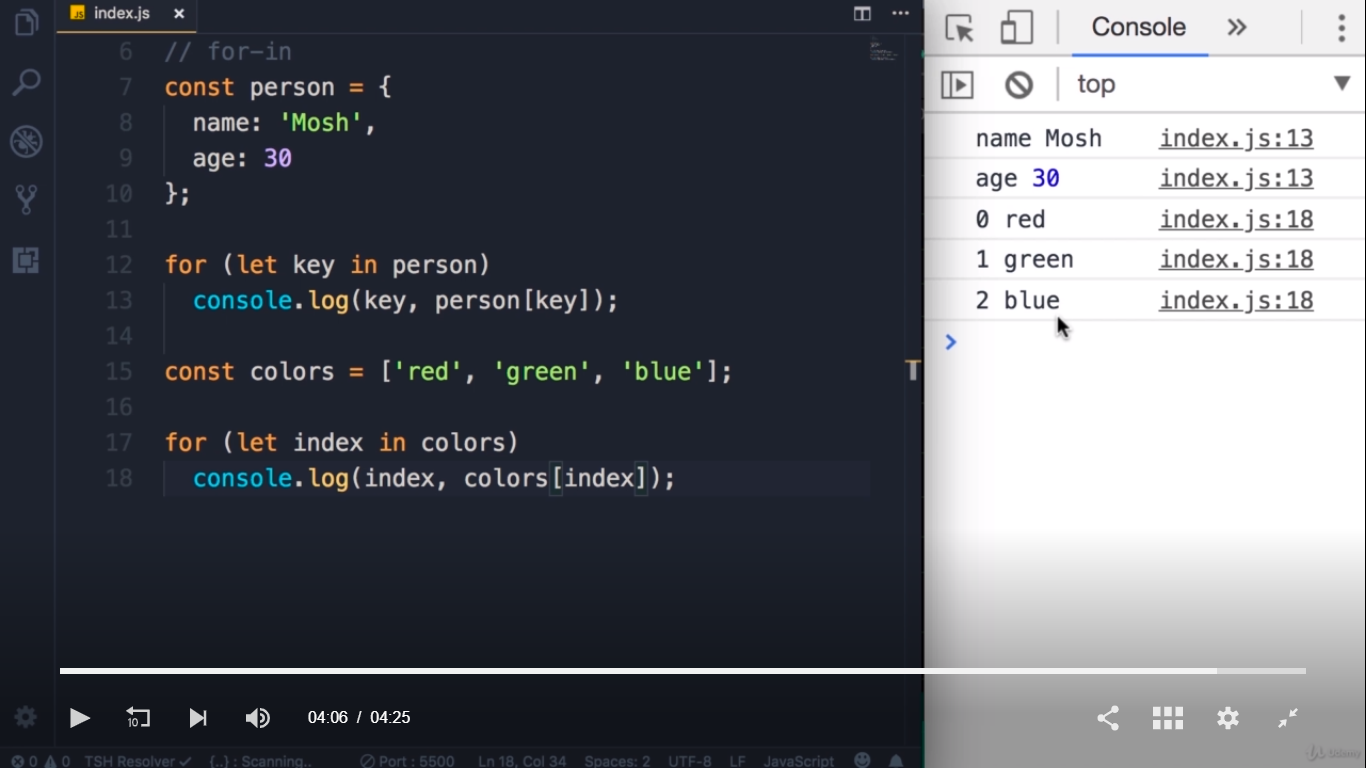 index.js
6 // for-in
7 const person = {
8 name: 'Mosh',
9 age: 30
10 };
11
12 for (let key in person)
13 console.log(key, person[key]);
14
15 const colors = ['red', 'green', 'blue'];
16
17 for (let index in colors)
18 console.log(index, colors[index]);
Console
top
name Mosh index.js:13
age 30 index.js:13
0 red index.js:18
1 green index.js:18
2 blue index.js:18
T
10
04:06 / 04:25
0 0 TSH Resolver {..} : Scanning.. Port : 5500 Ln 18, Col 34 Spaces: 2 UTF-8 LF JavaScript
Udemy